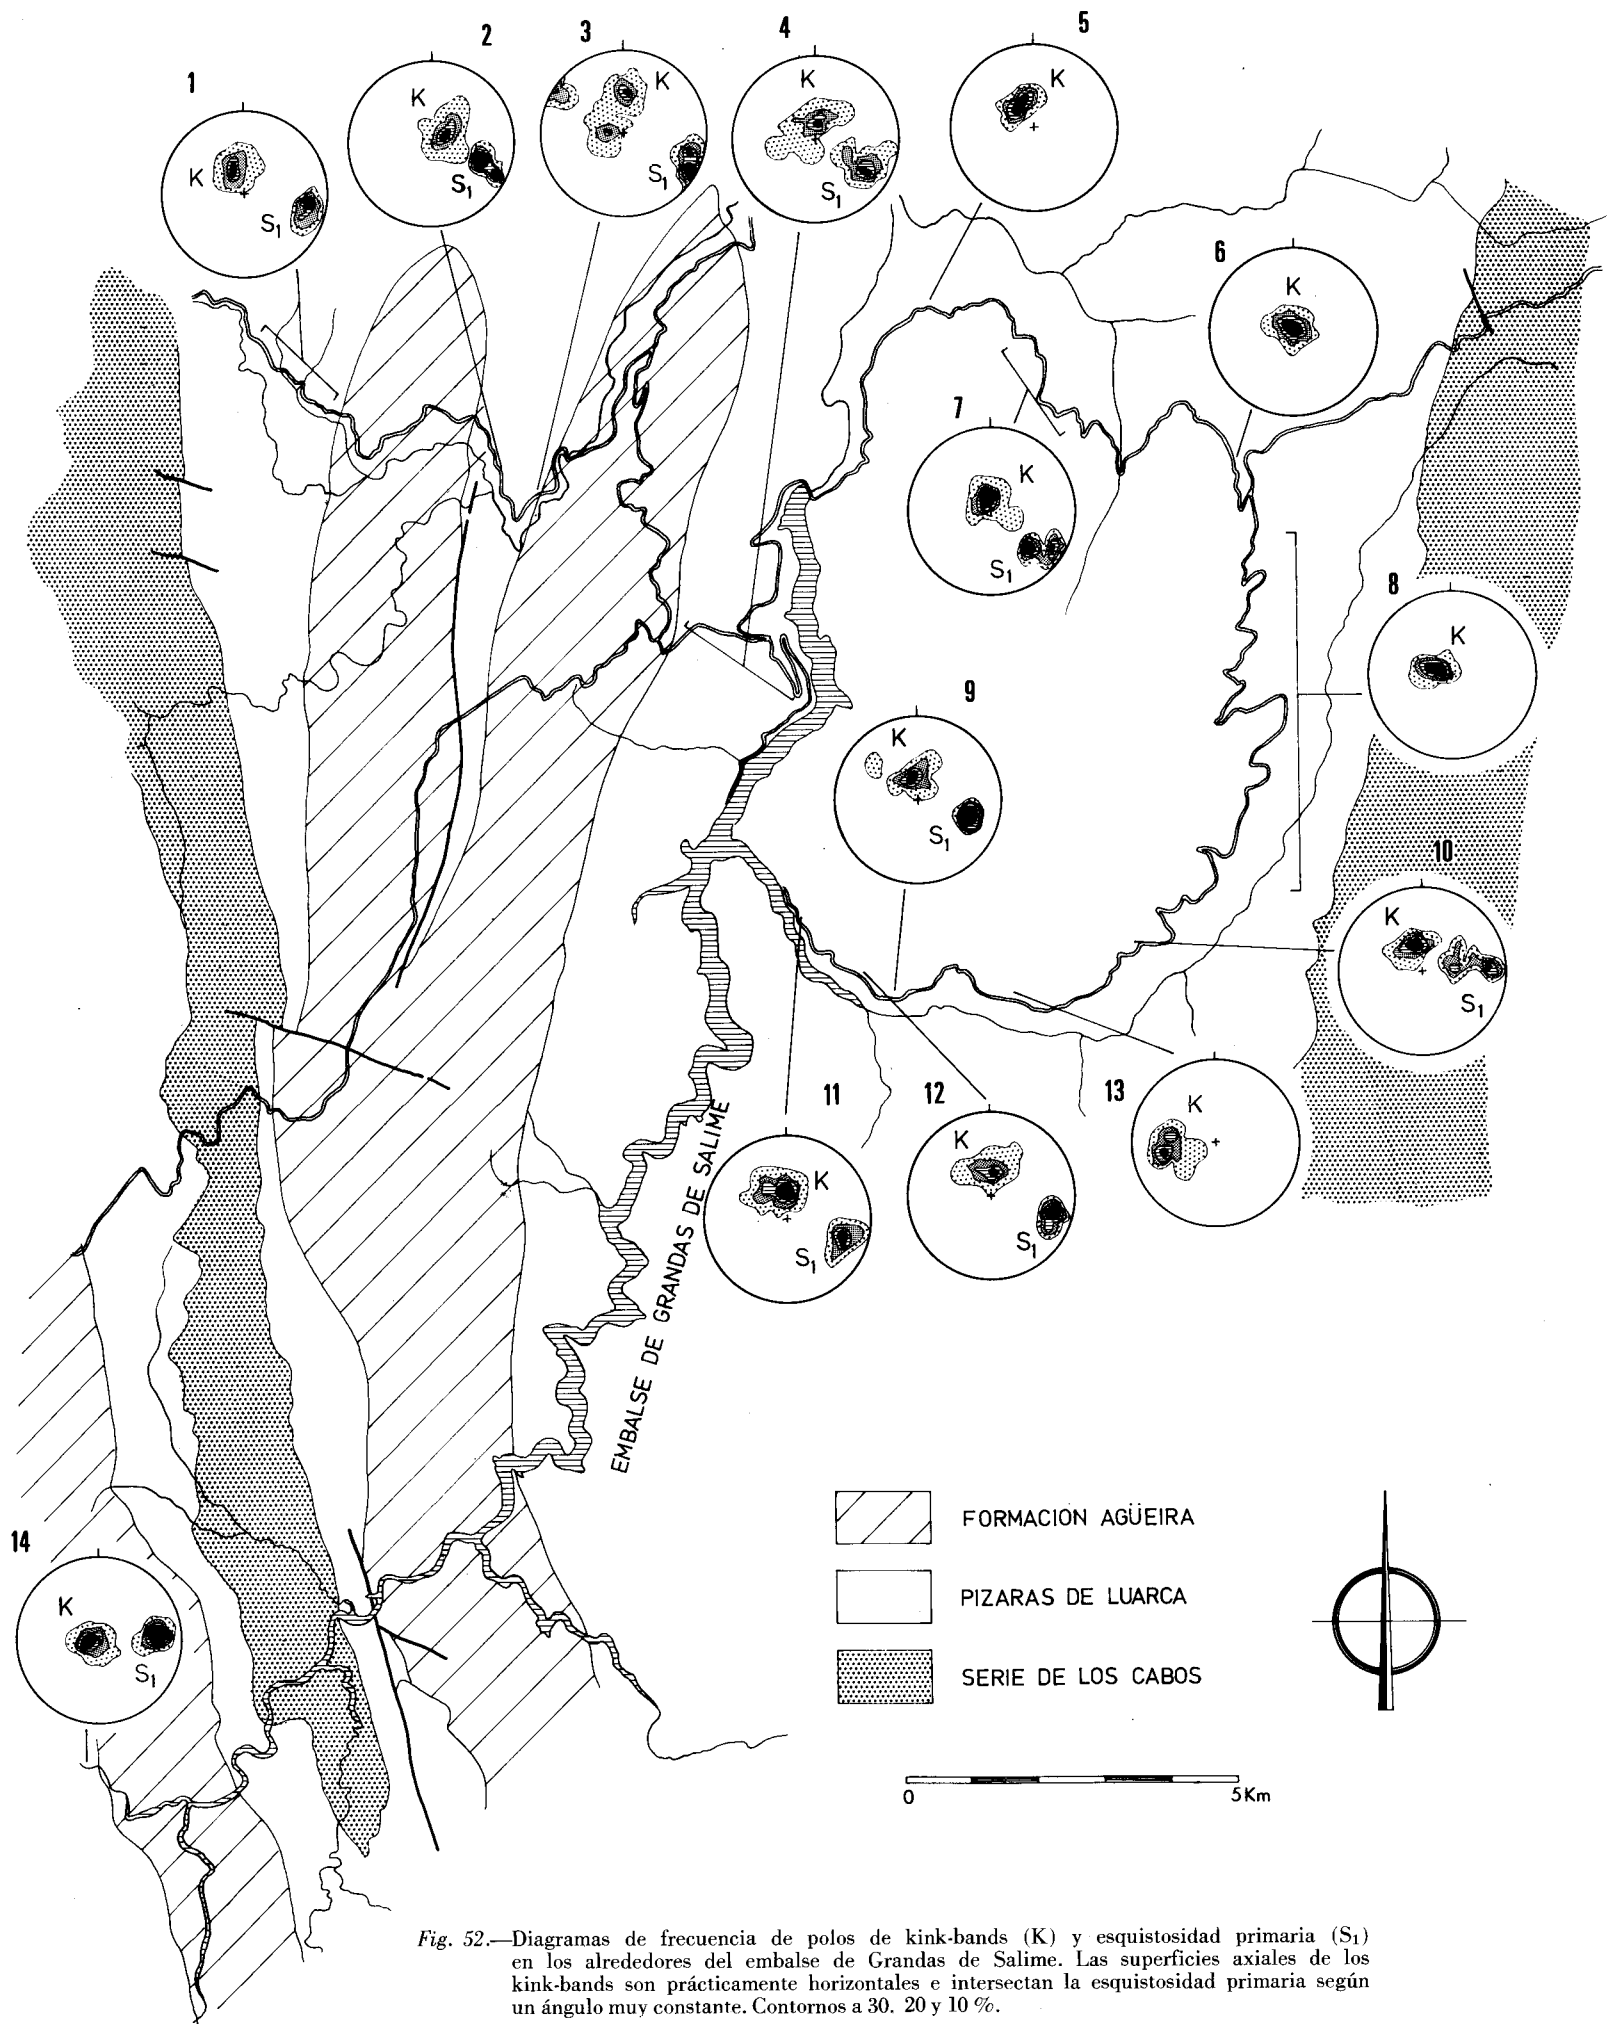 1
K
S1
2
K
S1
3
K
S1
4
K
S1
5
K
6
K
7
K
S1
8
K
9
K
S1
10
K
S1
11
K
S1
12
K
S1
13
K
14
K
S1
EMBALSE DE GRANDAS DE SALIME
FORMACION AGÜEIRA
PIZARAS DE LUARCA
SERIE DE LOS CABOS
0 5Km
Fig. 52.—Diagramas de frecuencia de polos de kink-bands (K) y esquistosidad primaria (S1)
en los alrededores del embalse de Grandas de Salime. Las superficies axiales de los
kink-bands son prácticamente horizontales e intersectan la esquistosidad primaria según
un ángulo muy constante. Contornos a 30. 20 y 10 %.